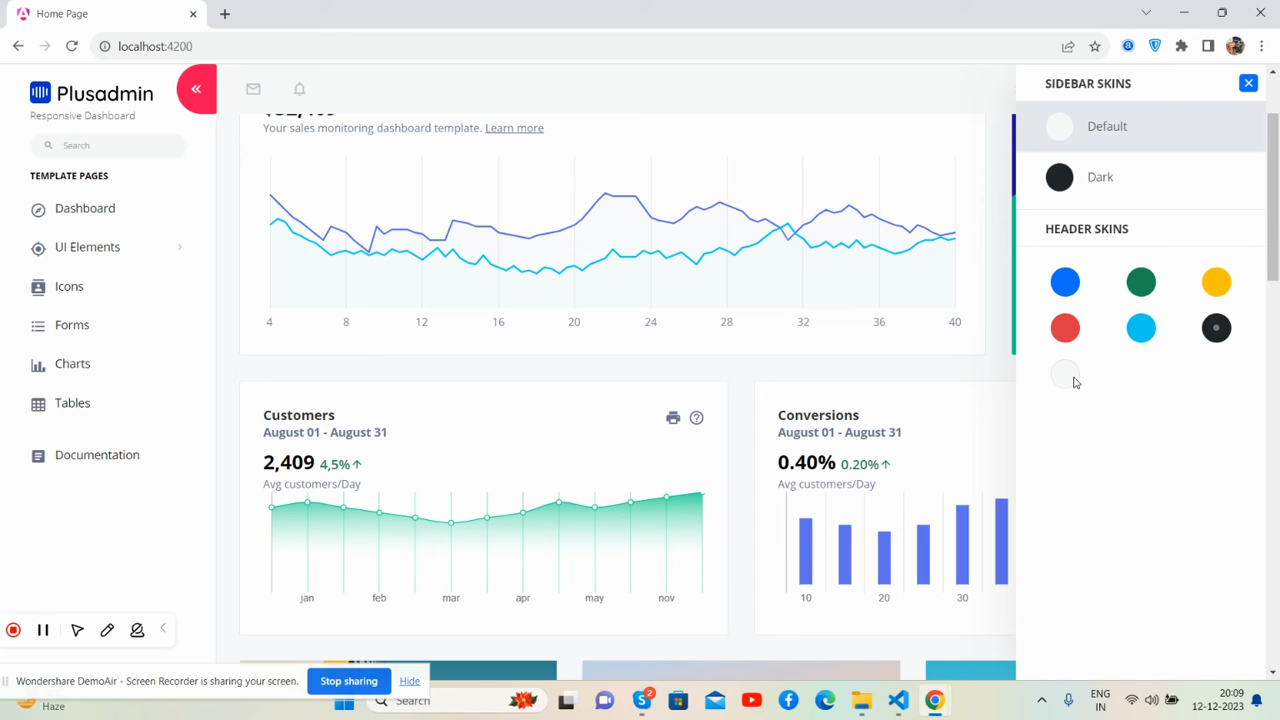 Home Page
localhost:4200
Plusadmin
Responsive Dashboard
Search
TEMPLATE PAGES
Dashboard
UI Elements
Icons
Forms
Charts
Tables
Documentation
Your sales monitoring dashboard template. Learn more
4 8 12 16 20 24 28 32 36 40
Customers
August 01 - August 31
2,409 4,5%↑
Avg customers/Day
jan feb mar apr may nov
Conversions
August 01 - August 31
0.40% 0.20%↑
Avg customers/Day
10 20 30
SIDEBAR SKINS
Default
Dark
HEADER SKINS
Wondershare DemoAir - Screen Recorder is sharing your screen.
Stop sharing
Hide
Haze
Search
2
ENG
IN
20:09
12-12-2023